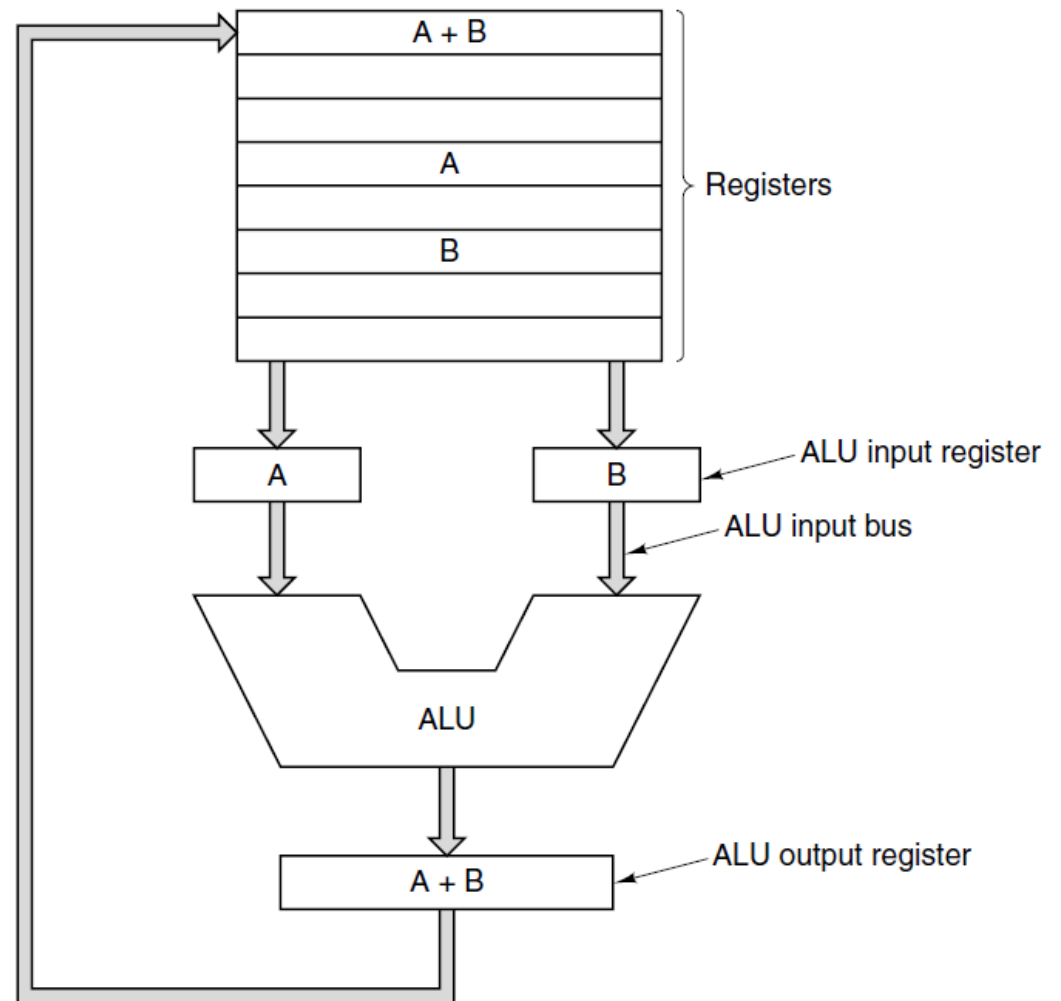 A + B
A
Registers
B
A
B
ALU input register
ALU input bus
ALU
A + B
ALU output register